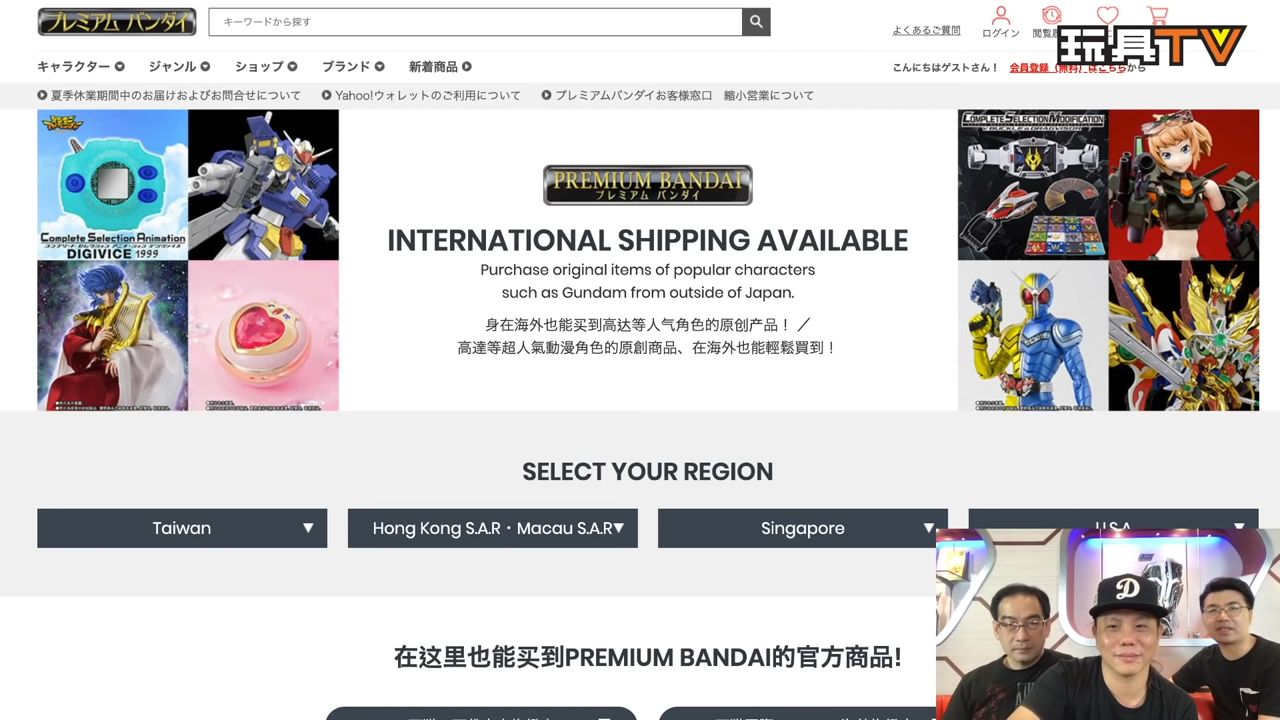 プレミアム バンダイ
キーワードから探す
よくあるご質問
ログイン
玩具TV
キャラクター
ジャンル
ショップ
ブランド
新着商品
こんにちはゲストさん！
会員登録（無料）はこちらから
夏季休業期間中のお届けおよびお問合せについて
Yahoo!ウォレットのご利用について
プレミアムバンダイお客様窓口 縮小営業について
Complete Selection Animation
DIGIVICE 1999
COMPLETE SELECTION MODIFICATION
V BUCKLE & DRAGVISOR
PREMIUM BANDAI
プレミアム バンダイ
INTERNATIONAL SHIPPING AVAILABLE
Purchase original items of popular characters
such as Gundam from outside of Japan.
身在海外也能买到高达等人气角色的原创产品！ ／
高達等超人氣動漫角色的原創商品、在海外也能輕鬆買到！
SELECT YOUR REGION
Taiwan
Hong Kong S.A.R・Macau S.A.R
Singapore
U.S.A
在这里也能买到PREMIUM BANDAI的官方商品!
D